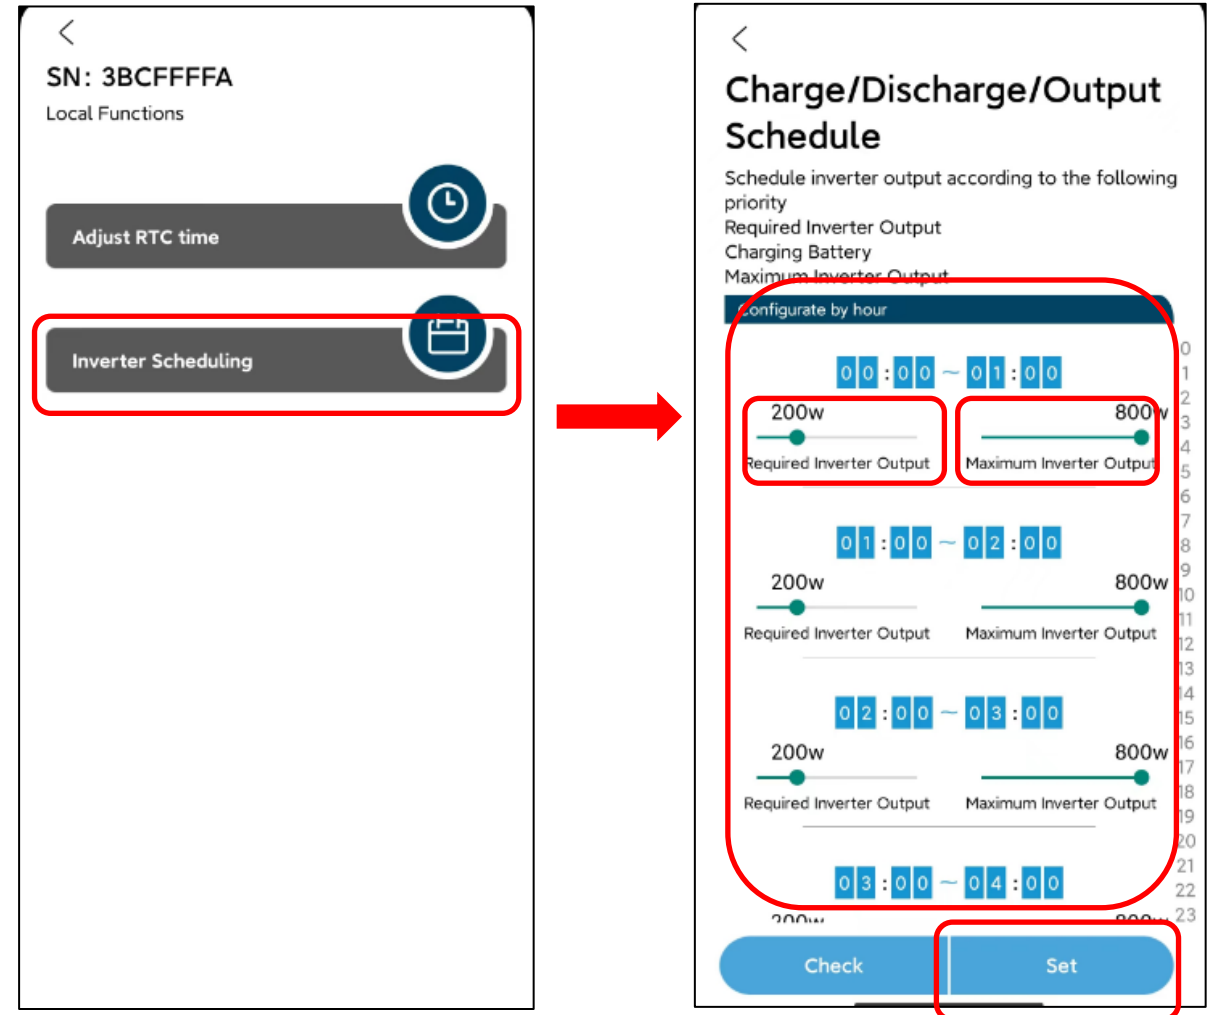 SN: 3BCFFFFA
Local Functions
Adjust RTC time
Inverter Scheduling
Charge/Discharge/Output
Schedule
Schedule inverter output according to the following
priority
Required Inverter Output
Charging Battery
Maximum Inverter Output
Configurate by hour
00:00 ~ 01:00
200w 800w
Required Inverter Output Maximum Inverter Output
01:00 ~ 02:00
200w 800w
Required Inverter Output Maximum Inverter Output
02:00 ~ 03:00
200w 800w
Required Inverter Output Maximum Inverter Output
03:00 ~ 04:00
200w 800w
0
1
2
3
4
5
6
7
8
9
10
11
12
13
14
15
16
17
18
19
20
21
22
23
Check Set